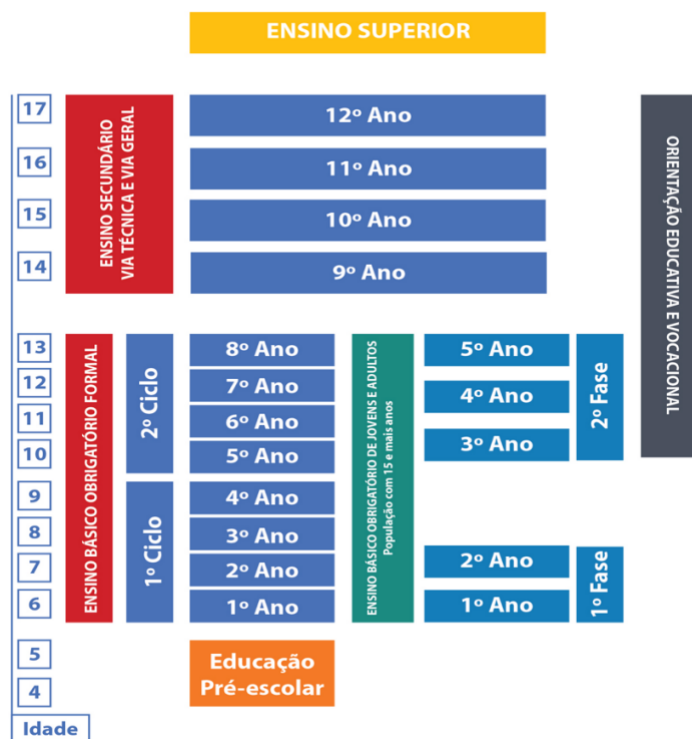 ENSINO SUPERIOR
17
ENSINO SECUNDÁRIO
VIA TÉCNICA E VIA GERAL
12º Ano
16
11º Ano
15
10º Ano
14
9º Ano
ORIENTAÇÃO EDUCATIVA E VOCACIONAL
ENSINO BÁSICO OBRIGATÓRIO FORMAL
2º Ciclo
13
8º Ano
12
7º Ano
11
6º Ano
10
5º Ano
1º Ciclo
9
4º Ano
8
3º Ano
7
2º Ano
6
1º Ano
ENSINO BÁSICO OBRIGATÓRIO DE JOVENS E ADULTOS
População com 15 e mais anos
5º Ano
4º Ano
3º Ano
2º Fase
2º Ano
1º Ano
1º Fase
5
4
Educação
Pré-escolar
Idade